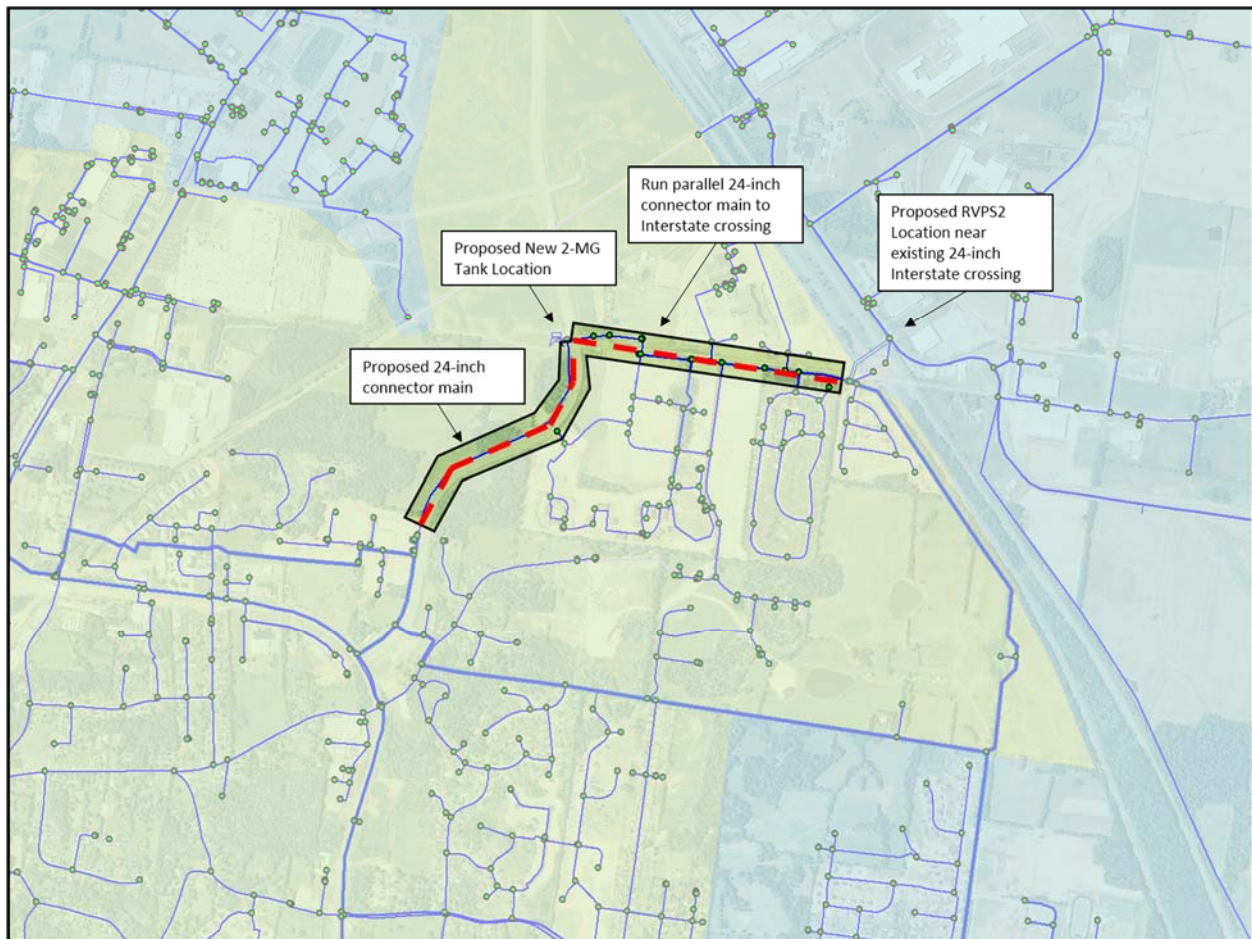 Run parallel 24-inch
connector main to
Interstate crossing
Proposed RVPS2
Location near
existing 24-inch
Interstate crossing
Proposed New 2-MG
Tank Location
Proposed 24-inch
connector main